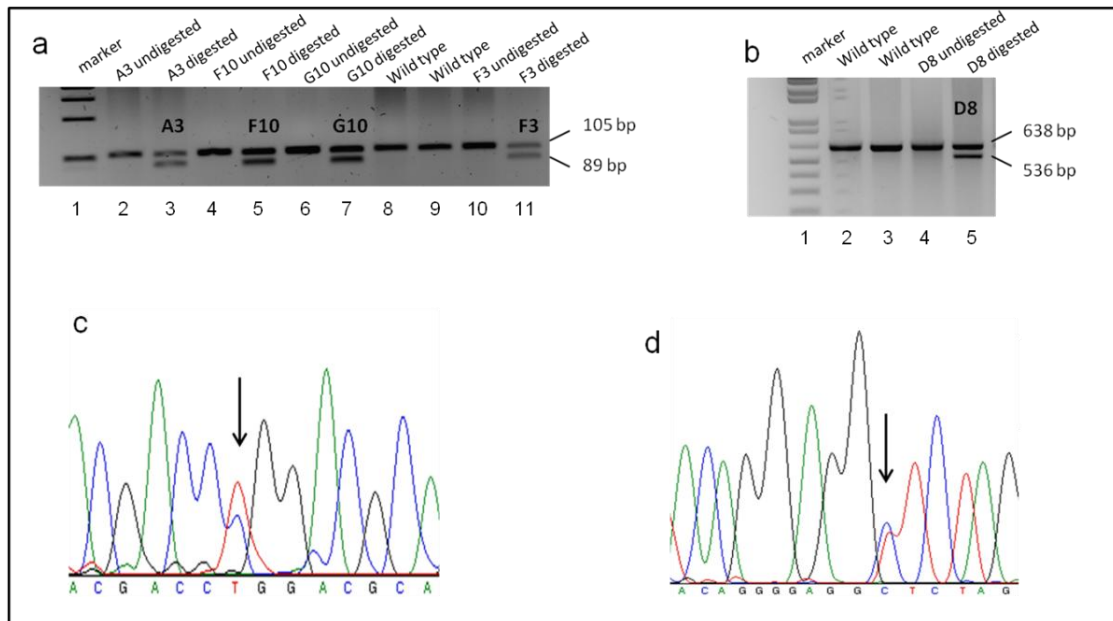 a
marker
A3 undigested
A3 digested
F10 undigested
F10 digested
G10 undigested
G10 digested
Wild type
Wild type
F3 undigested
F3 digested
A3 F10 G10 F3
105 bp
89 bp
1 2 3 4 5 6 7 8 9 10 11
b
marker
Wild type
Wild type
D8 undigested
D8 digested
D8
638 bp
536 bp
1 2 3 4 5
c
A C G A C C T G G A C G C A
d
A C A G G G G A G G C T C T A G